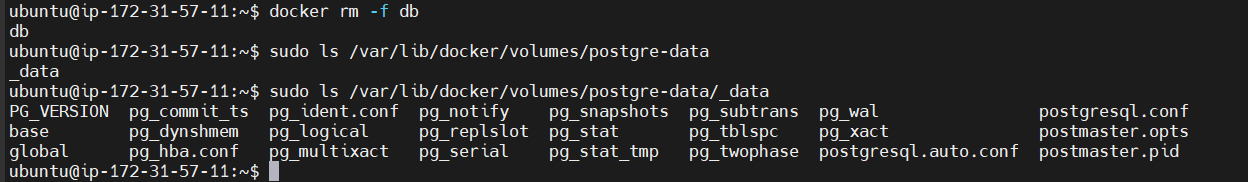 ubuntu@ip-172-31-57-11:~$ docker rm -f db
db
ubuntu@ip-172-31-57-11:~$ sudo ls /var/lib/docker/volumes/postgre-data
_data
ubuntu@ip-172-31-57-11:~$ sudo ls /var/lib/docker/volumes/postgre-data/_data
PG_VERSION  pg_commit_ts  pg_ident.conf  pg_notify    pg_snapshots  pg_subtrans  pg_wal                postgresql.conf
base        pg_dynshmem   pg_logical     pg_replslot  pg_stat       pg_tblspc    pg_xact               postmaster.opts
global      pg_hba.conf   pg_multixact   pg_serial    pg_stat_tmp   pg_twophase  postgresql.auto.conf  postmaster.pid
ubuntu@ip-172-31-57-11:~$